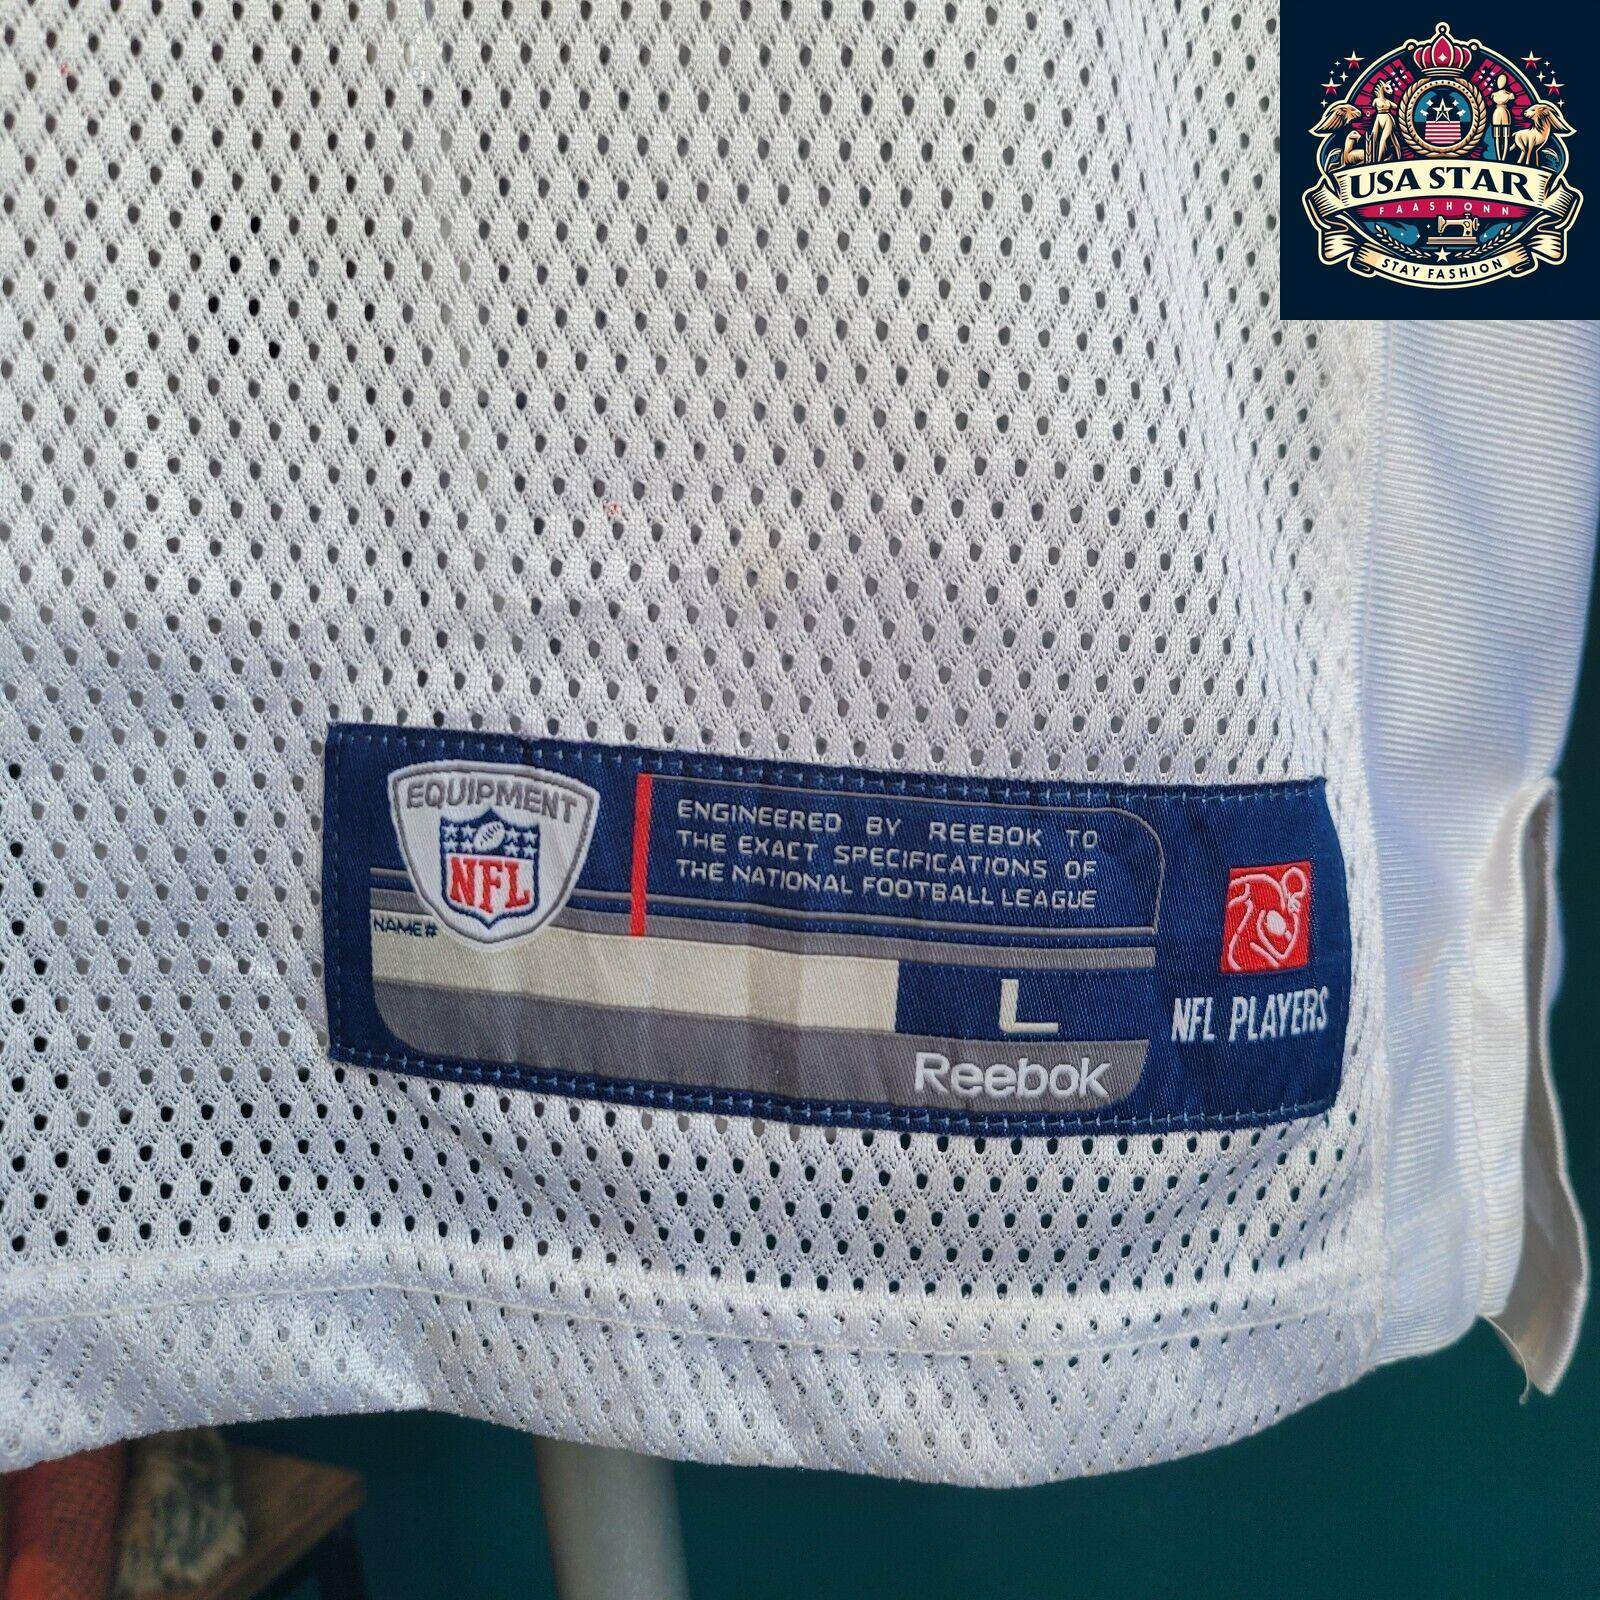 USA STAR
FAASHONN
STAY FASHION
EQUIPMENT
NFL
ENGINEERED BY REEBOK TO
THE EXACT SPECIFICATIONS OF
THE NATIONAL FOOTBALL LEAGUE
NAME#
L
Reebok
NFL PLAYERS